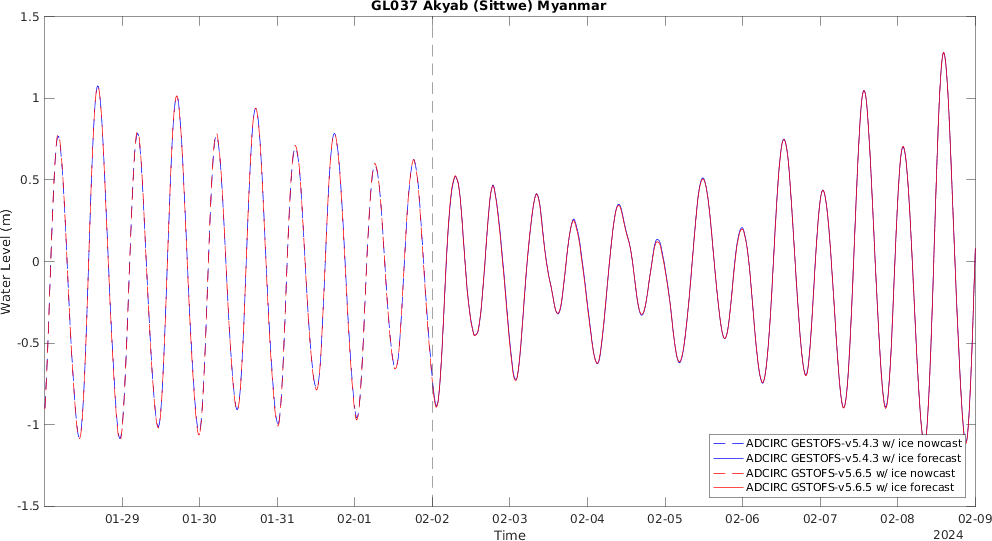 GL037 Akyab (Sittwe) Myanmar
1.5
1
0.5
0
-0.5
-1
-1.5
Water Level (m)
01-29
01-30
01-31
02-01
02-02
02-03
02-04
02-05
02-06
02-07
02-08
02-09
Time
2024
ADCIRC GESTOFS-v5.4.3 w/ ice nowcast
ADCIRC GESTOFS-v5.4.3 w/ ice forecast
ADCIRC GSTOFS-v5.6.5 w/ ice nowcast
ADCIRC GSTOFS-v5.6.5 w/ ice forecast